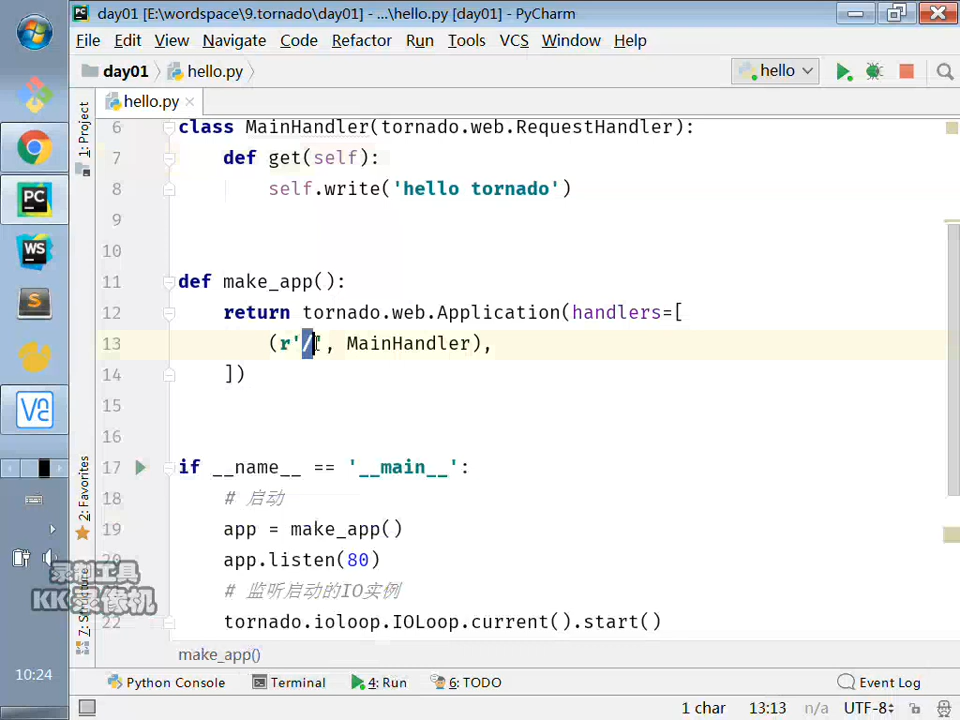 day01 [E:\wordspace\9.tornado\day01] - ...\hello.py [day01] - PyCharm
File Edit View Navigate Code Refactor Run Tools VCS Window Help
day01 hello.py hello
hello.py
1: Project
6 class MainHandler(tornado.web.RequestHandler):
7 def get(self):
8 self.write('hello tornado')
9
10
11 def make_app():
12 return tornado.web.Application(handlers=[
13 (r'/', MainHandler),
14 ])
15
16
17 if __name__ == '__main__':
18 # 启动
19 app = make_app()
20 app.listen(80)
# 监听启动的IO实例
22 tornado.ioloop.IOLoop.current().start()
2: Favorites
7: Structure
录制工具
KK录像机
make_app()
10:24
Python Console Terminal 4: Run 6: TODO Event Log
1 char 13:13 n/a UTF-8